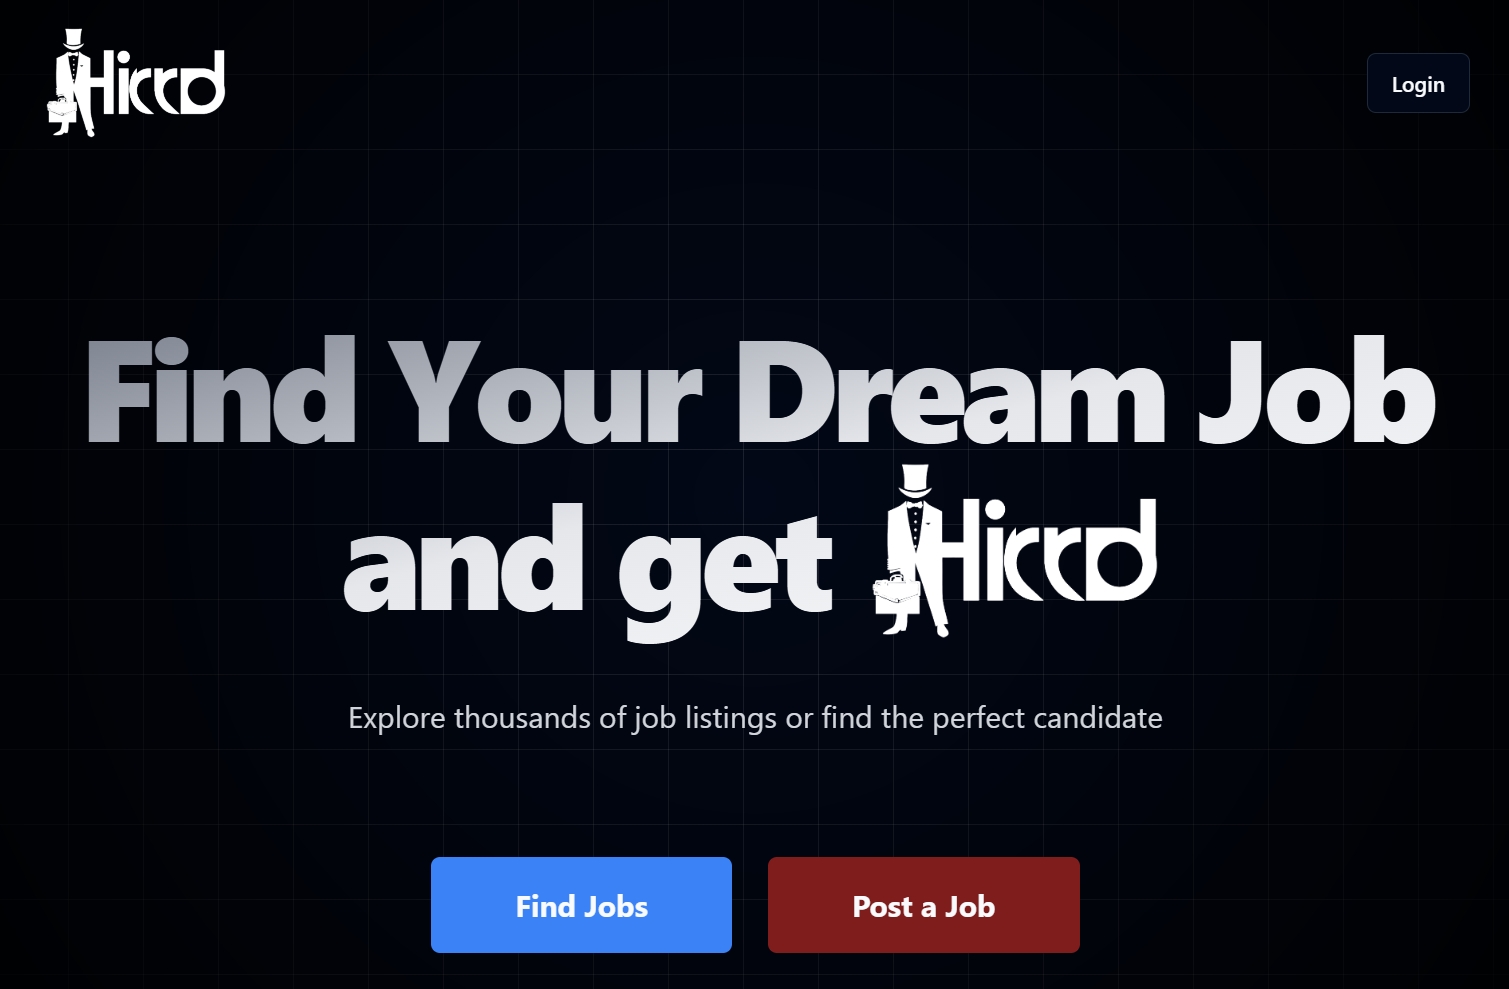 Hirrd
Login
Find Your Dream Job
and get Hirrd
Explore thousands of job listings or find the perfect candidate
Find Jobs
Post a Job